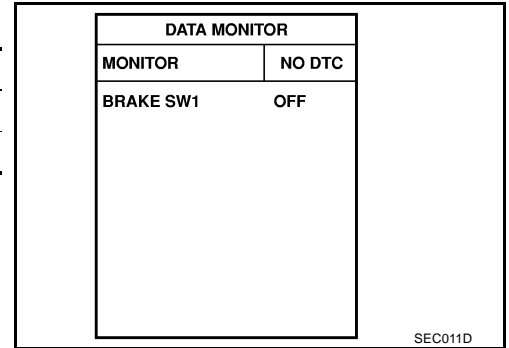 DATA MONITOR
MONITOR NO DTC
BRAKE SW1 OFF
SEC011D